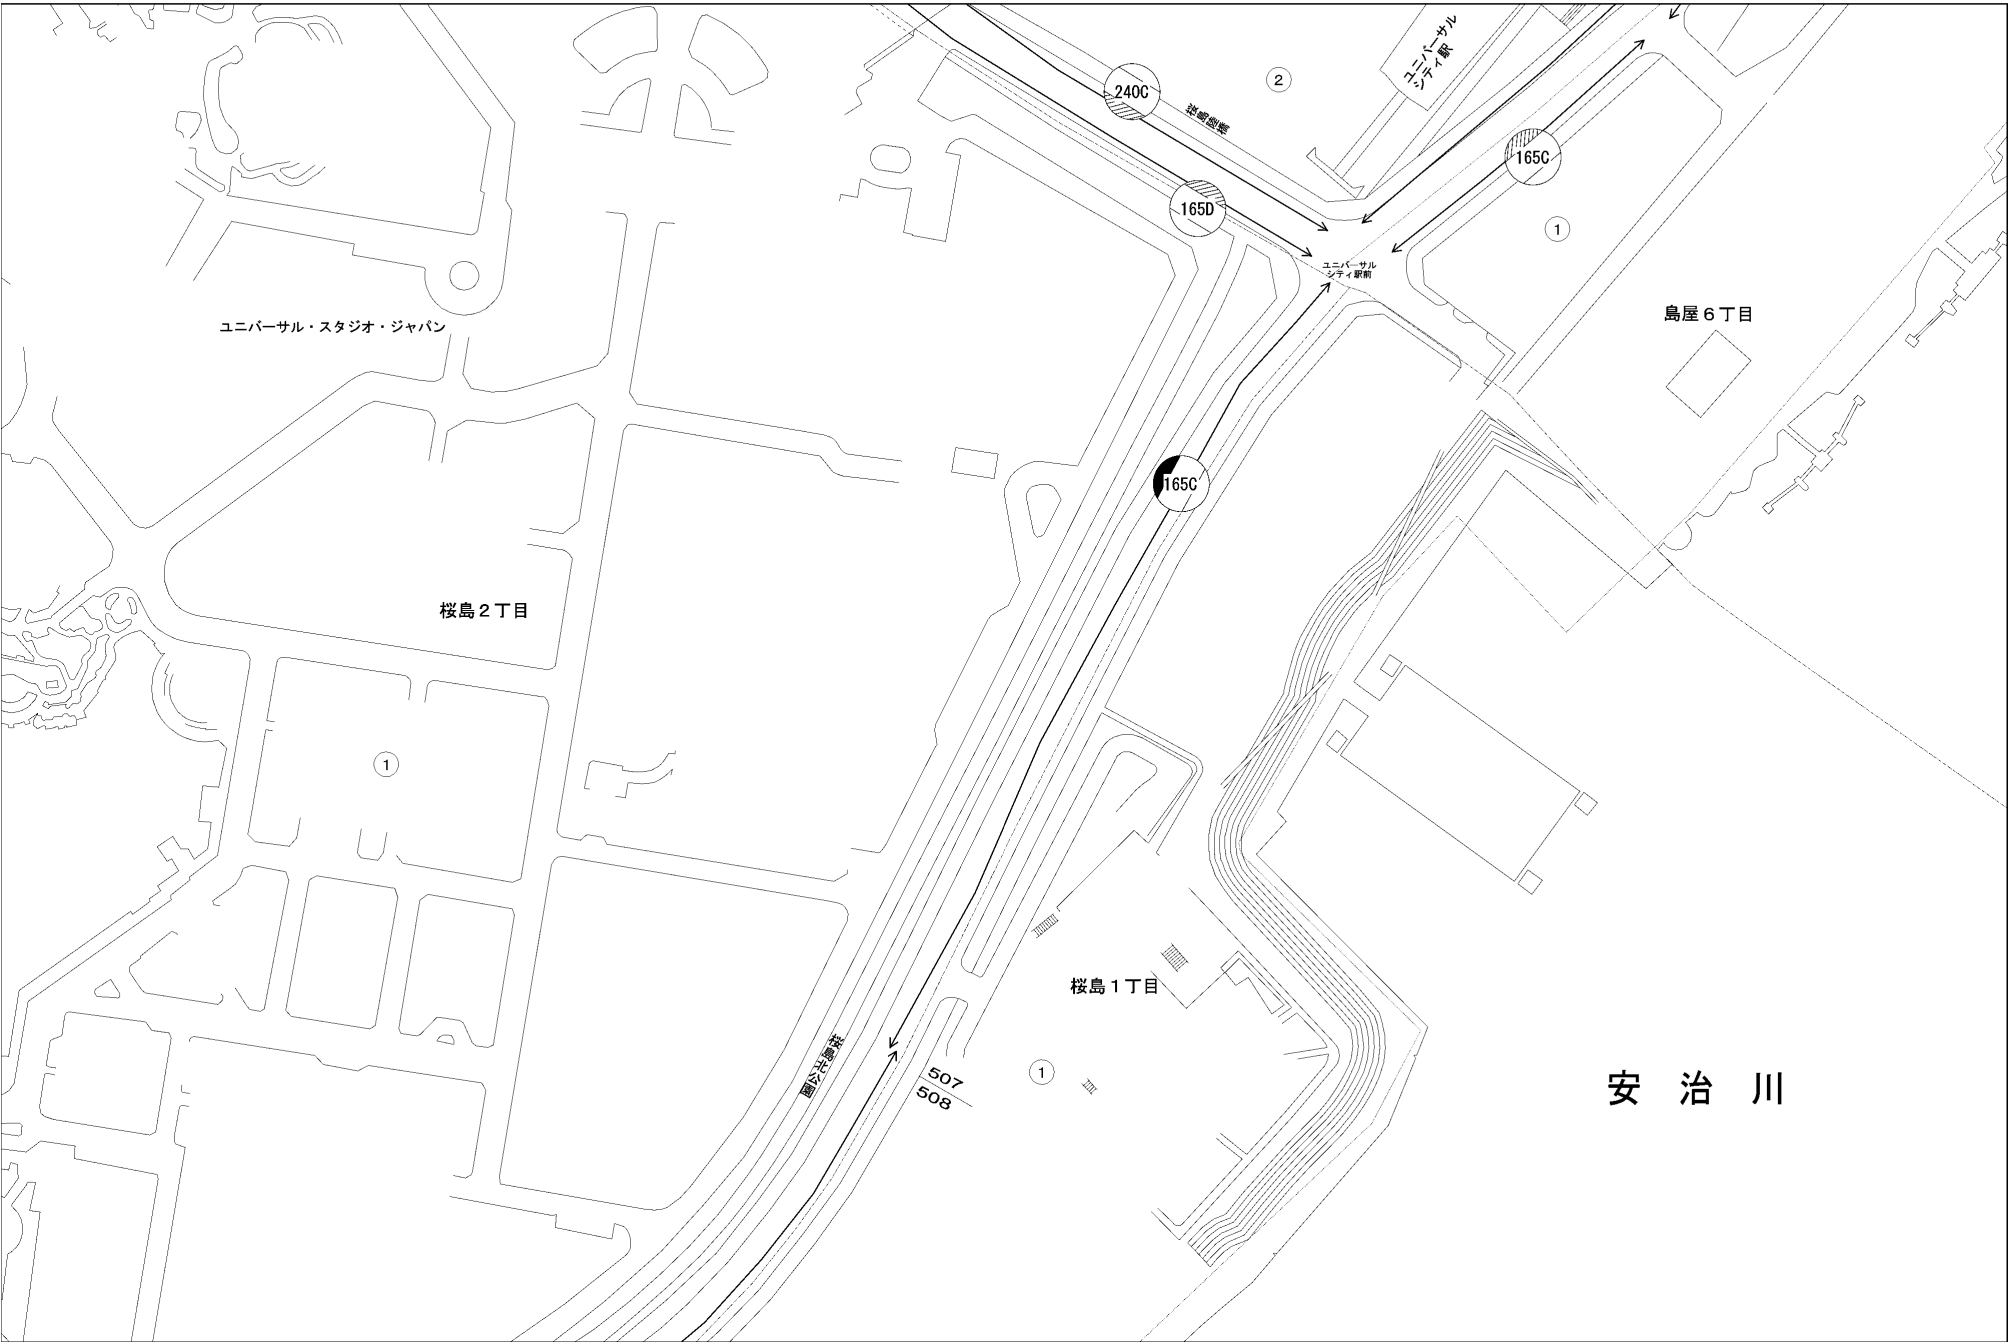 ユニバーサル
シティ駅
2
240C
桜島陸橋
165C
165D
1
ユニバーサル
シティ駅前
島屋6丁目
ユニバーサル・スタジオ・ジャパン
165C
桜島2丁目
1
桜島1丁目
桜島北公園
507
508
1
安治川